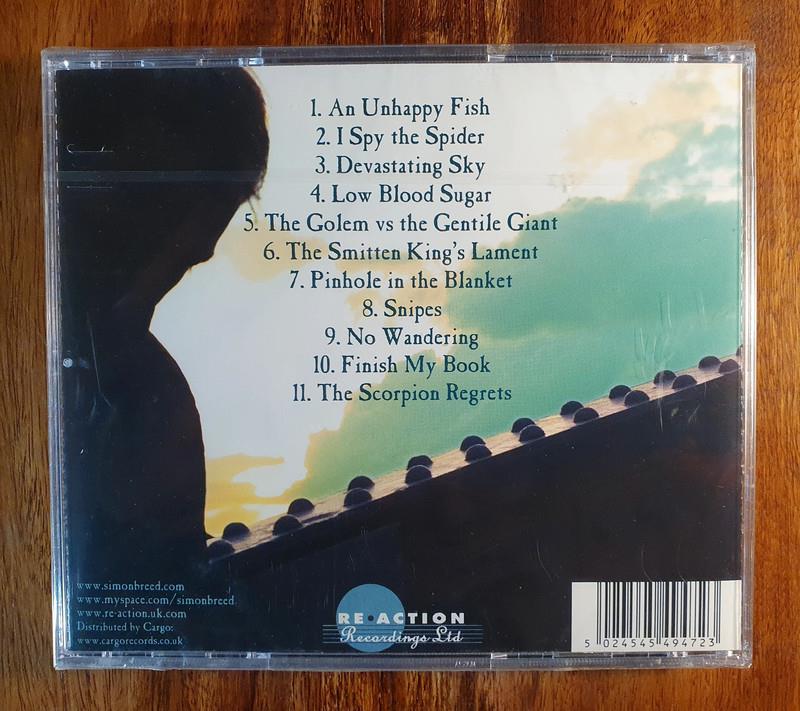 1. An Unhappy Fish
2. I Spy the Spider
3. Devastating Sky
4. Low Blood Sugar
5. The Golem vs the Gentile Giant
6. The Smitten King's Lament
7. Pinhole in the Blanket
8. Snipes
9. No Wandering
10. Finish My Book
11. The Scorpion Regrets
www.simonbreed.com
www.myspace.com/simonbreed
www.re-action.uk.com
Distributed by Cargo:
www.cargorecords.co.uk
RE•ACTION
Recordings Ltd
5 024545 494723